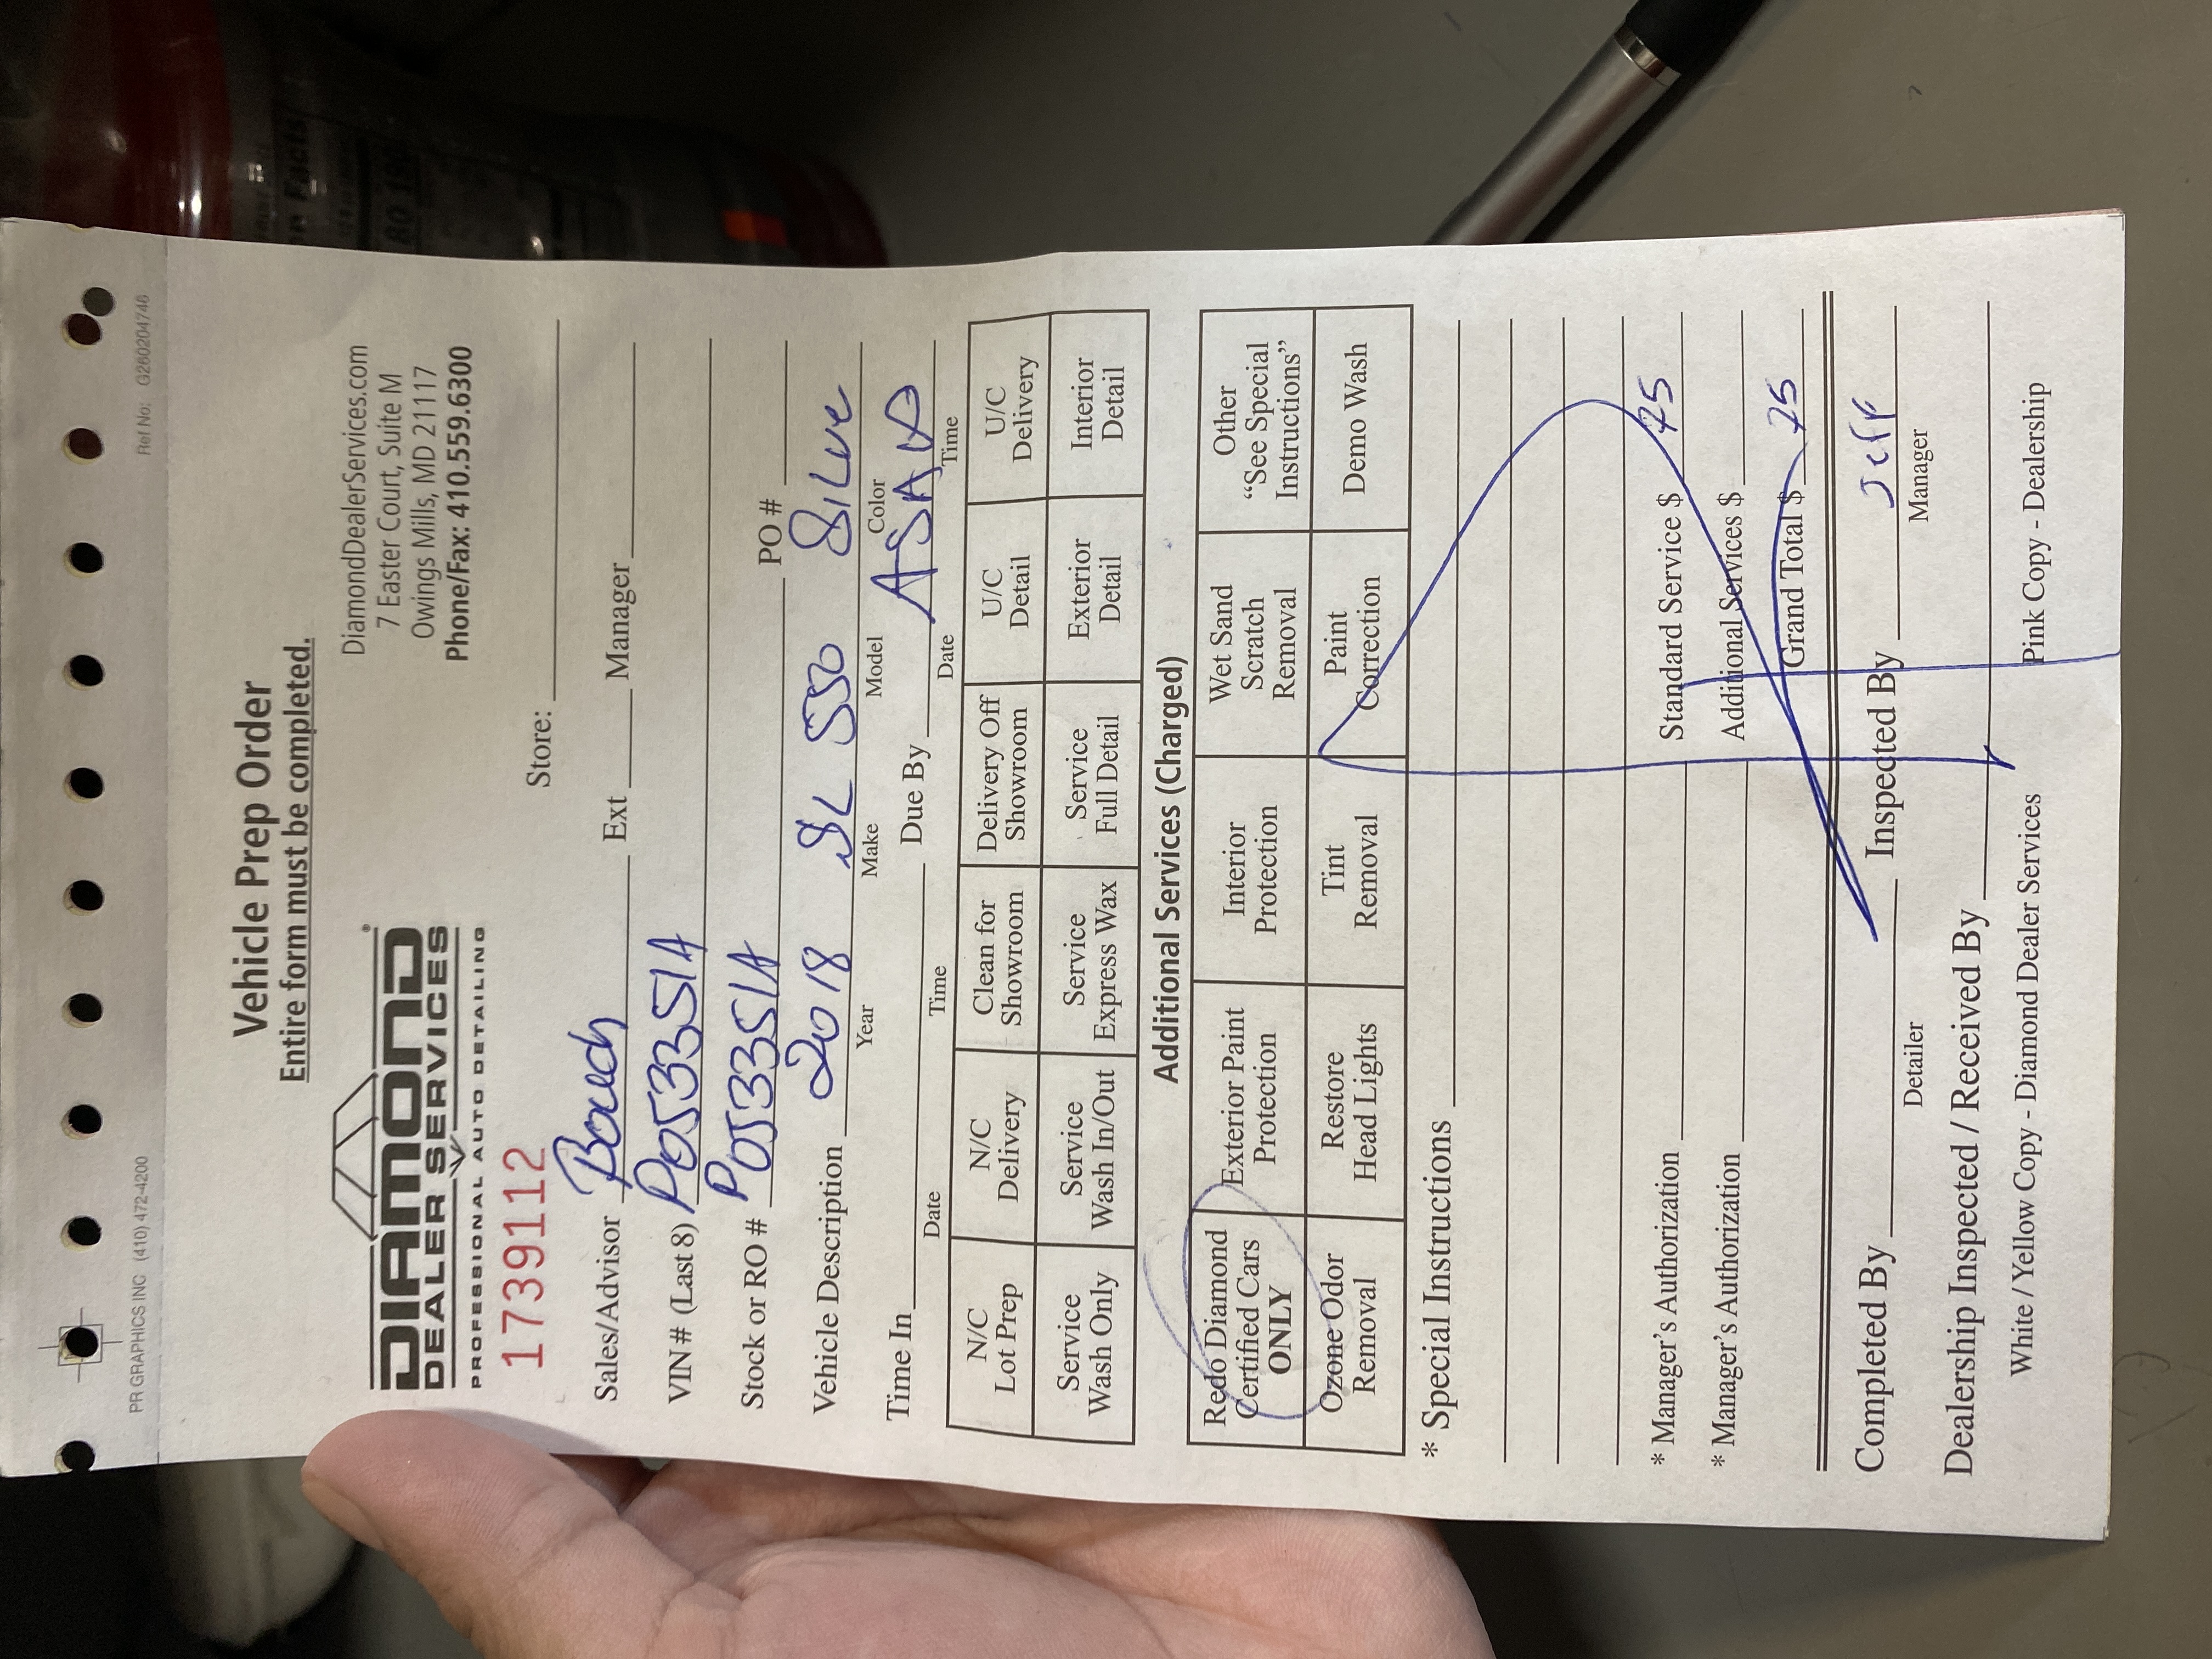 PR GRAPHICS INC (410) 472-4200 Ref No: G260204746
Vehicle Prep Order
Entire form must be completed.
DIAMOND®
DEALER SERVICES
PROFESSIONAL AUTO DETAILING
DiamondDealerServices.com
7 Easter Court, Suite M
Owings Mills, MD 21117
Phone/Fax: 410.559.6300
1739112
Store:
Sales/Advisor Ext Manager
VIN# (Last 8) P0J3351A
Stock or RO # P0J3351A PO #
Vehicle Description 2018 SL 550 Silve
Year Make Model Color
Time In Due By ASAP
Date Time Date Time
N/C Lot Prep N/C Delivery Clean for Showroom Delivery Off Showroom U/C Detail U/C Delivery
Service Wash Only Service Wash In/Out Service Express Wax Service Full Detail Exterior Detail Interior Detail
Additional Services (Charged)
Redo Diamond Certified Cars ONLY Exterior Paint Protection Interior Protection Wet Sand Scratch Removal Other "See Special Instructions"
Ozone Odor Removal Restore Head Lights Tint Removal Paint Correction Demo Wash
* Special Instructions
* Manager's Authorization Standard Service $ 75
* Manager's Authorization Additional Services $
Grand Total $ 75
Completed By Inspected By Jeff
Detailer Manager
Dealership Inspected / Received By
White / Yellow Copy - Diamond Dealer Services Pink Copy - Dealership